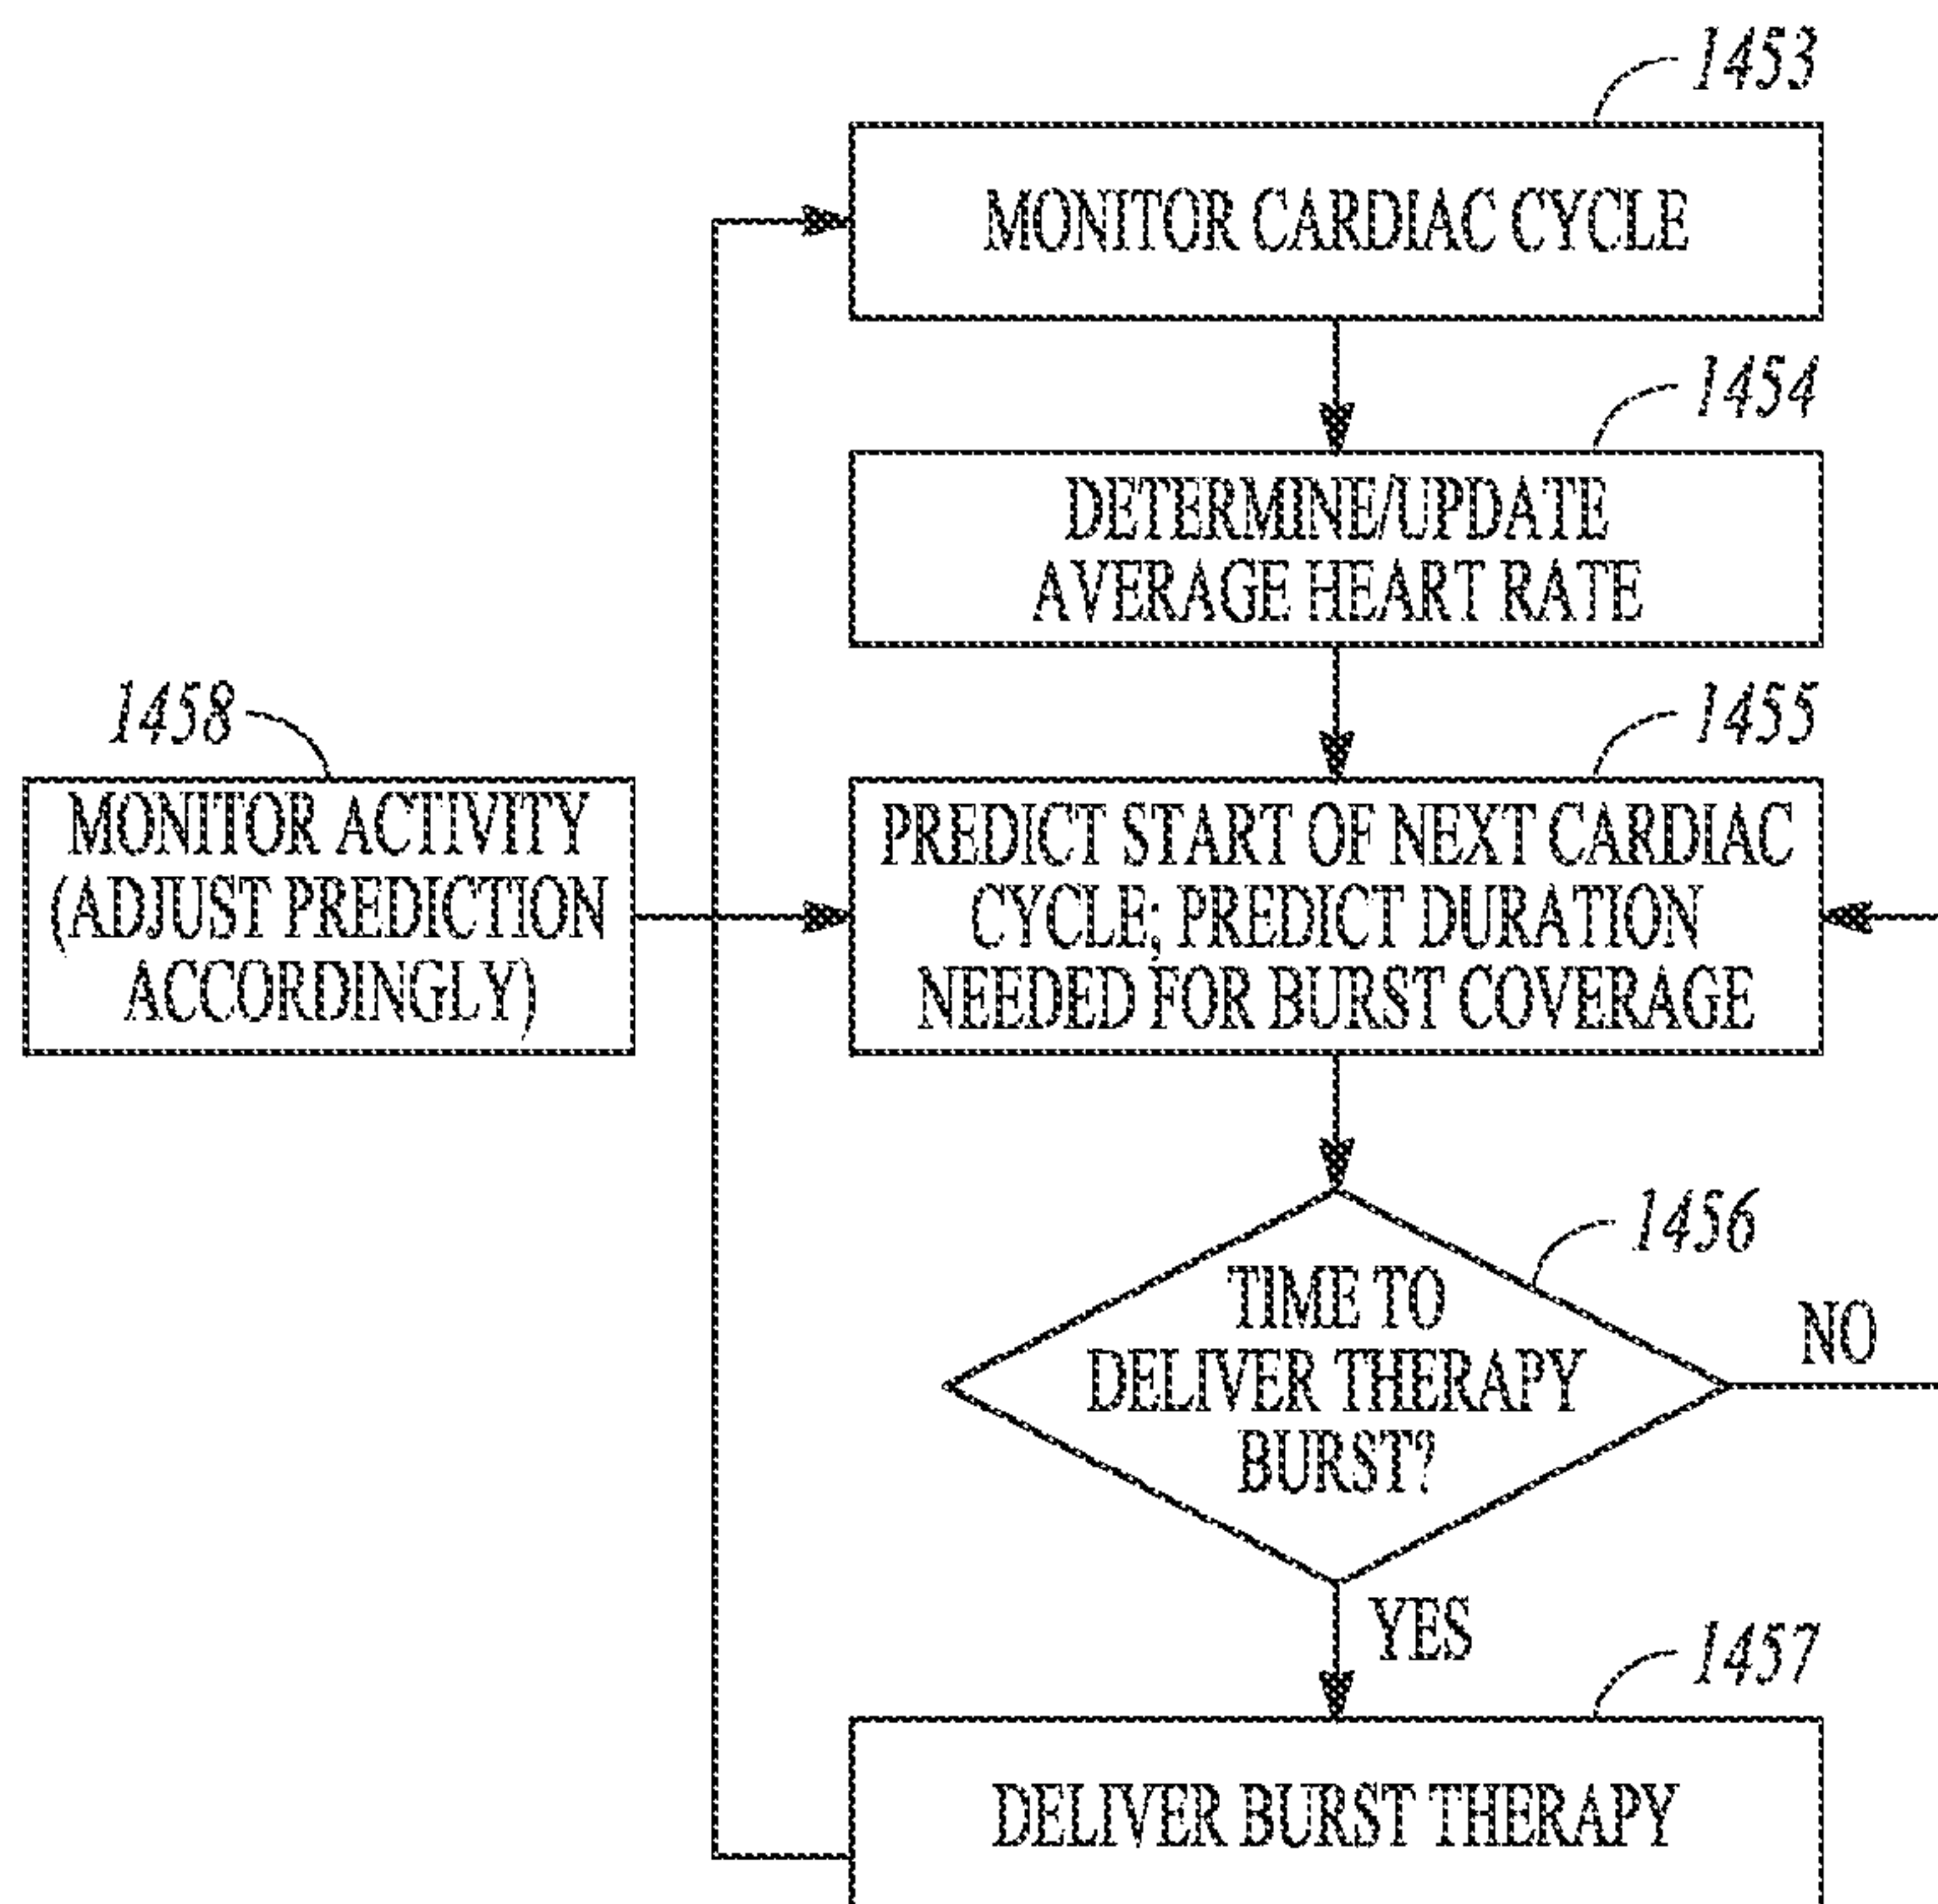 1453
MONITOR CARDIAC CYCLE
1454
DETERMINE/UPDATE
AVERAGE HEART RATE
1458
MONITOR ACTIVITY
(ADJUST PREDICTION
ACCORDINGLY)
1455
PREDICT START OF NEXT CARDIAC
CYCLE; PREDICT DURATION
NEEDED FOR BURST COVERAGE
1456
TIME TO
DELIVER THERAPY
BURST?
NO
YES
1457
DELIVER BURST THERAPY